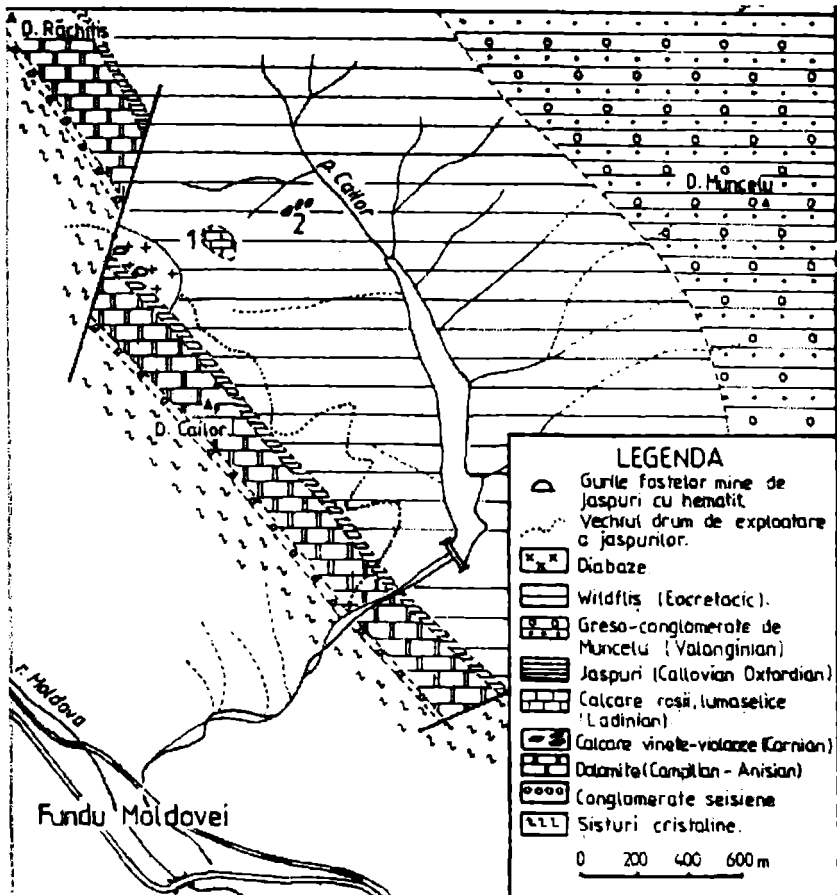 D. Răchitiș
p. Cailor
D. Muncelu
1
2
D. Cailor
r. Moldova
Fundu Moldovei
LEGENDA
Gurile fostelor mine de
Jaspuri cu hematit
Vechiul drum de exploatare
a jaspurilor.
Diabaze
Wildfliș (Eocretacic).
Greso-conglomerate de
Muncelu (Valanginian)
Jaspuri (Callovian Oxfordian)
Calcare roșii, lumașelice
(Ladinian)
Calcare vinete-violacee (Carnian)
Dolomite (Campilian - Anisian)
Conglomerate seisiene
Șisturi cristaline.
0 200 400 600 m